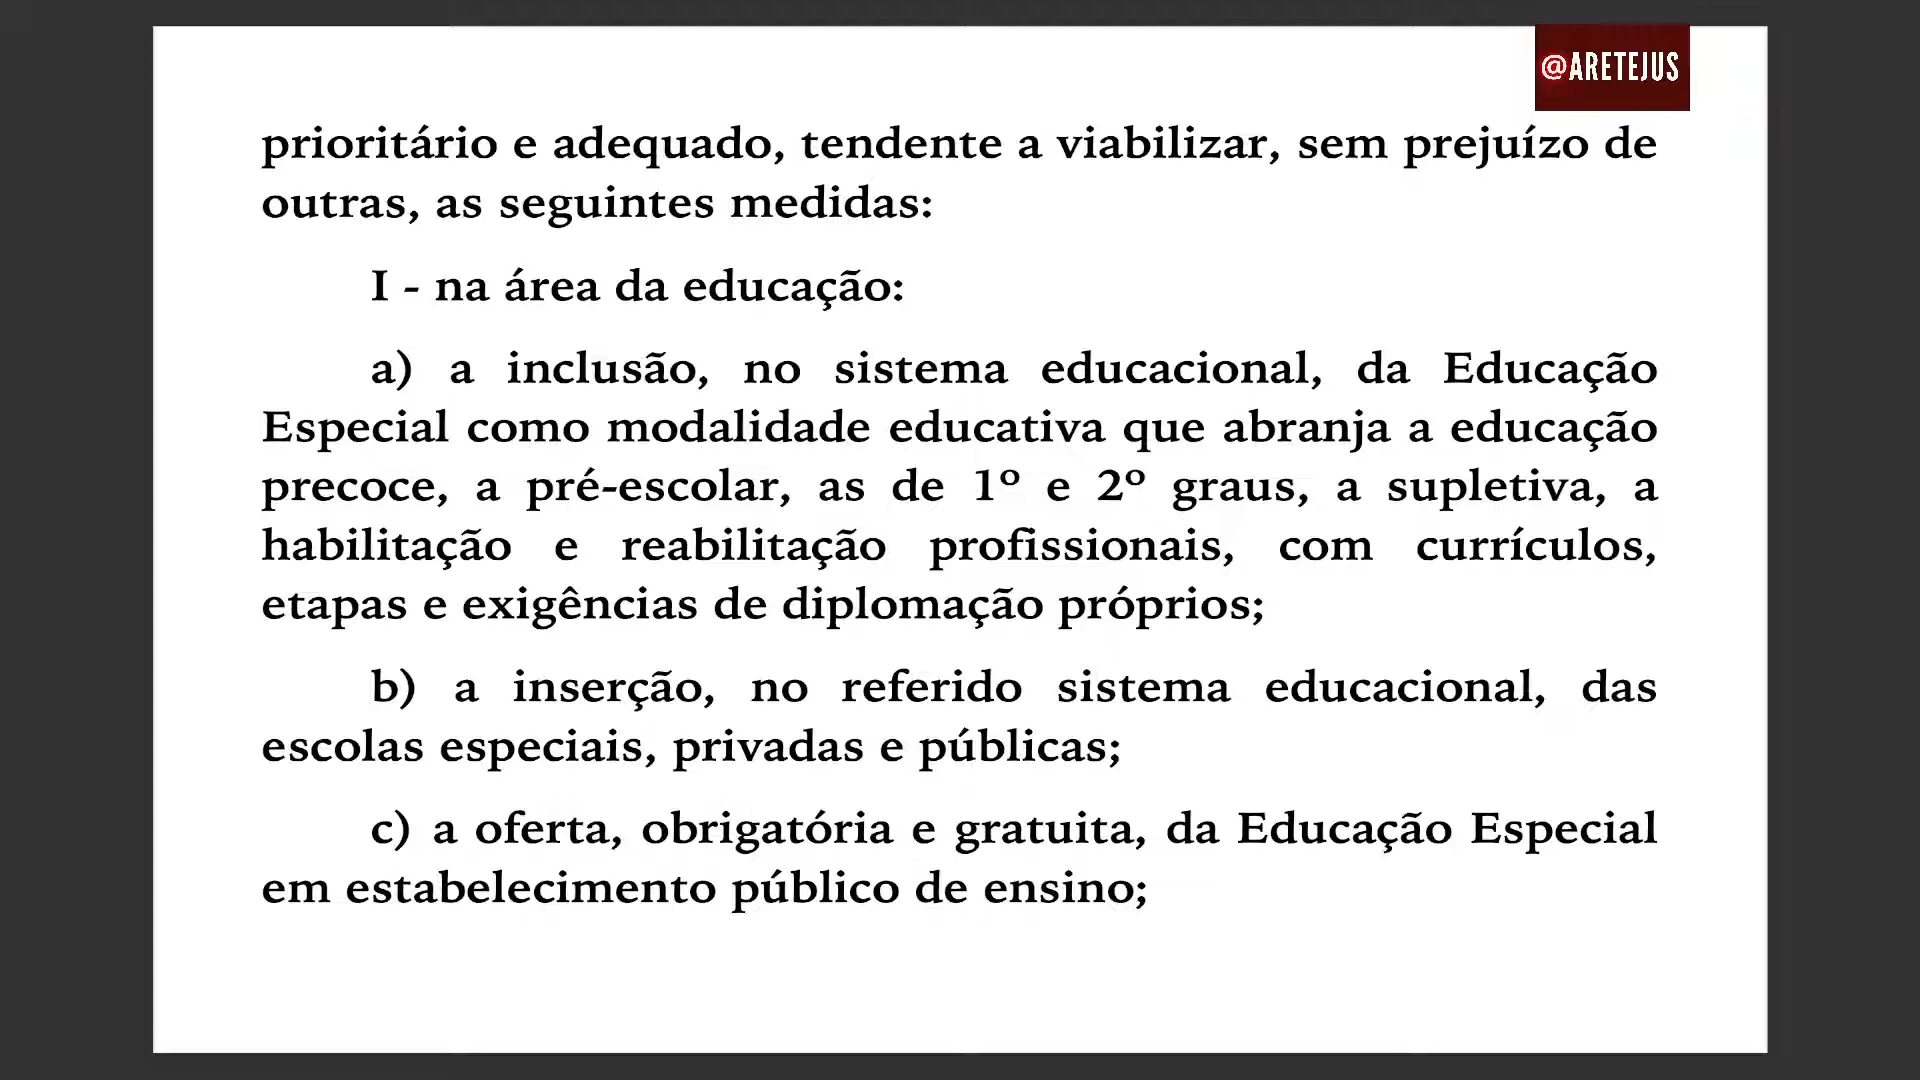 @ARETEJUS
prioritário e adequado, tendente a viabilizar, sem prejuízo de
outras, as seguintes medidas:
I - na área da educação:
a) a inclusão, no sistema educacional, da Educação
Especial como modalidade educativa que abranja a educação
precoce, a pré-escolar, as de 1º e 2º graus, a supletiva, a
habilitação e reabilitação profissionais, com currículos,
etapas e exigências de diplomação próprios;
b) a inserção, no referido sistema educacional, das
escolas especiais, privadas e públicas;
c) a oferta, obrigatória e gratuita, da Educação Especial
em estabelecimento público de ensino;